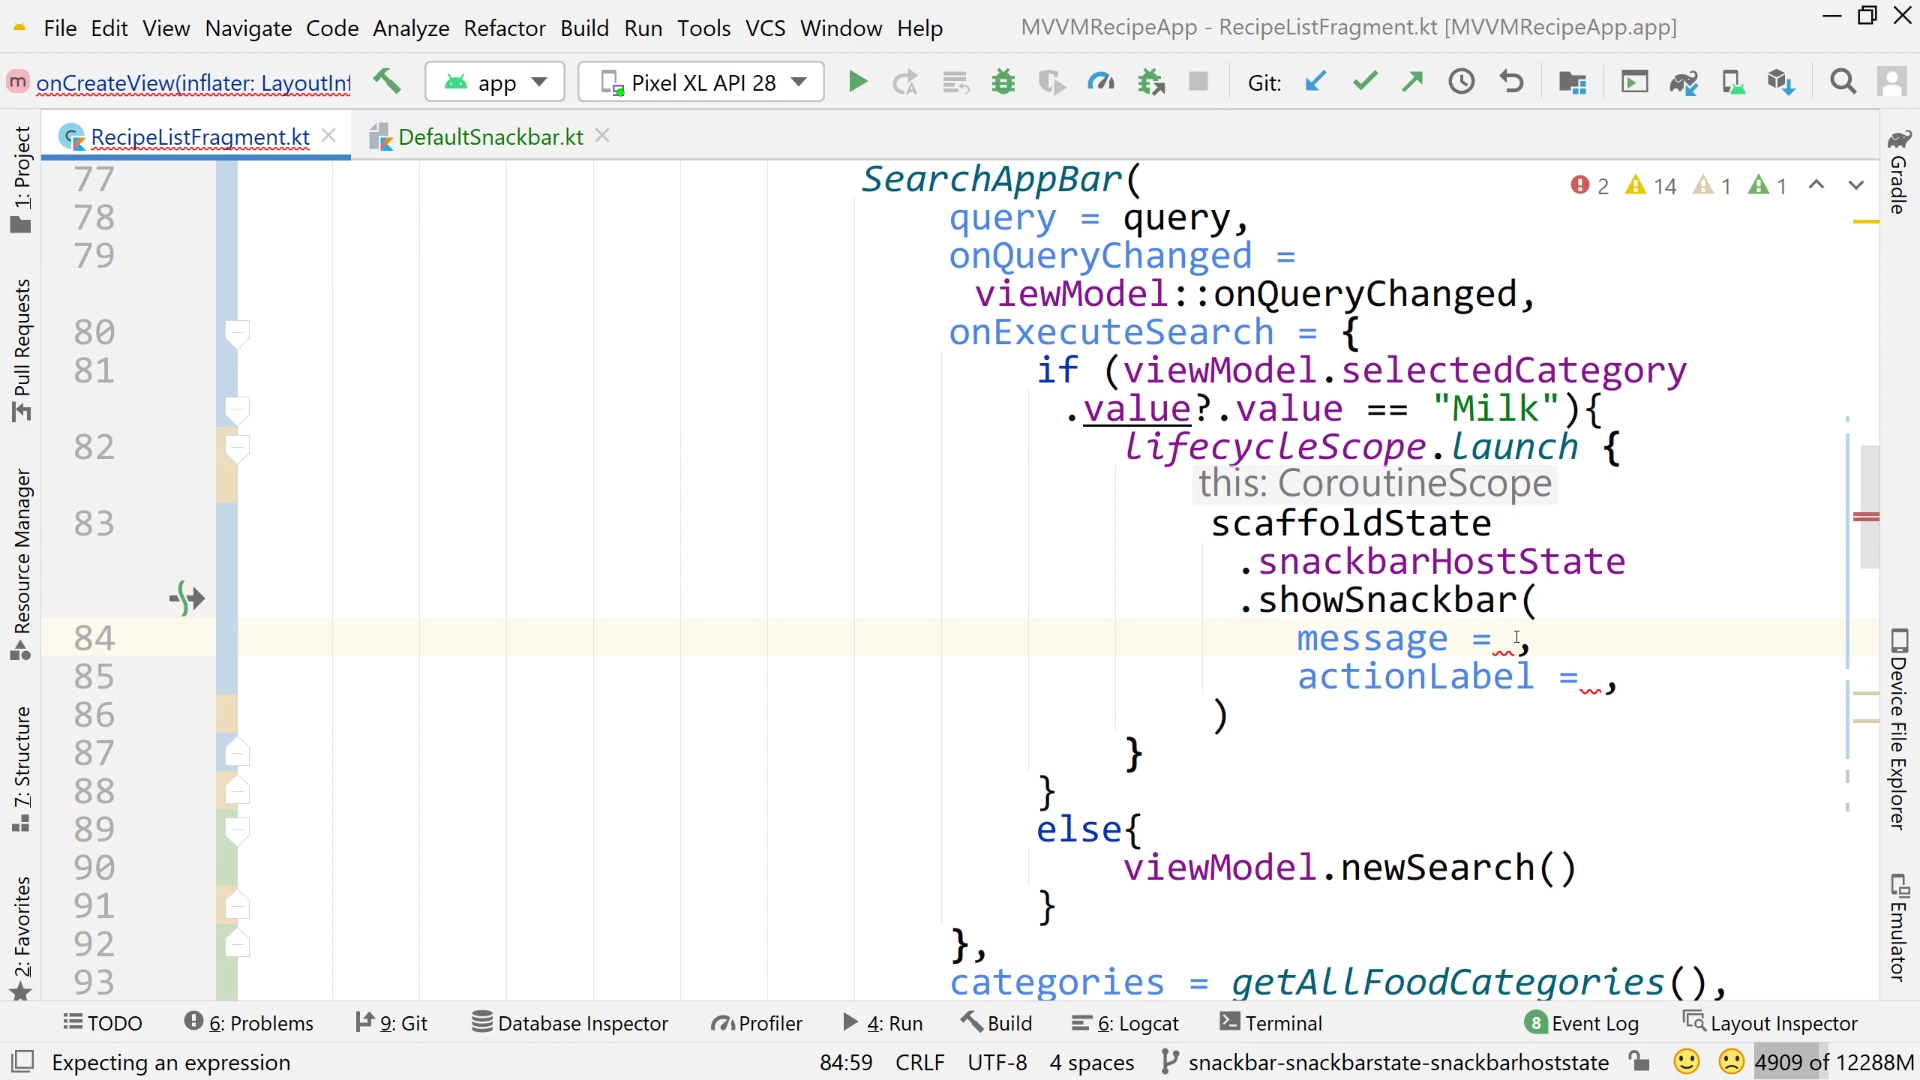 File Edit View Navigate Code Analyze Refactor Build Run Tools VCS Window Help MVVMRecipeApp - RecipeListFragment.kt [MVVMRecipeApp.app]
m onCreateView(inflater: LayoutInf app Pixel XL API 28 Git:
RecipeListFragment.kt DefaultSnackbar.kt
2 14 1 1
77 SearchAppBar(
78 query = query,
79 onQueryChanged =
viewModel::onQueryChanged,
80 onExecuteSearch = {
81 if (viewModel.selectedCategory
.value?.value == "Milk"){
82 lifecycleScope.launch {
this: CoroutineScope
83 scaffoldState
.snackbarHostState
.showSnackbar(
84 message = ,
85 actionLabel = ,
86 )
87 }
88 }
89 else{
90 viewModel.newSearch()
91 }
92 },
93 categories = getAllFoodCategories(),
1: Project
Pull Requests
Resource Manager
7: Structure
2: Favorites
Gradle
Device File Explorer
Emulator
TODO 6: Problems 9: Git Database Inspector Profiler 4: Run Build 6: Logcat Terminal 8 Event Log Layout Inspector
Expecting an expression 84:59 CRLF UTF-8 4 spaces snackbar-snackbarstate-snackbarhoststate 4909 of 12288M